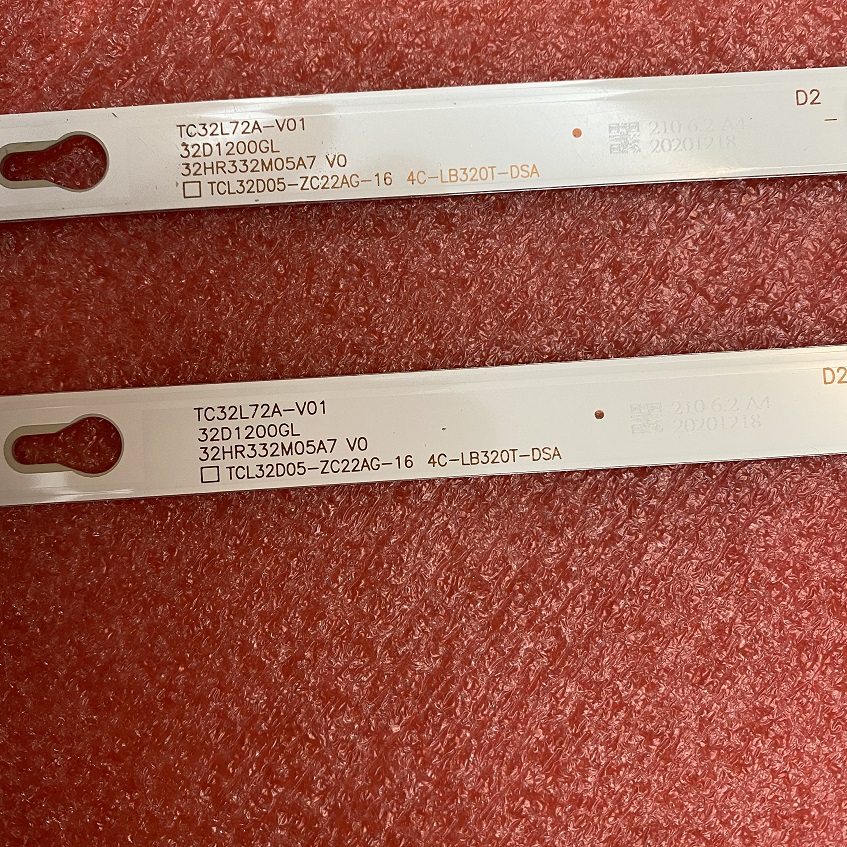 TC32L72A-V01
32D1200GL
32HR332M05A7 V0
TCL32D05-ZC22AG-16 4C-LB320T-DSA
210 6.2 A4
20201218
D2
TC32L72A-V01
32D1200GL
32HR332M05A7 V0
TCL32D05-ZC22AG-16 4C-LB320T-DSA
210 6.2 A4
20201218
D2